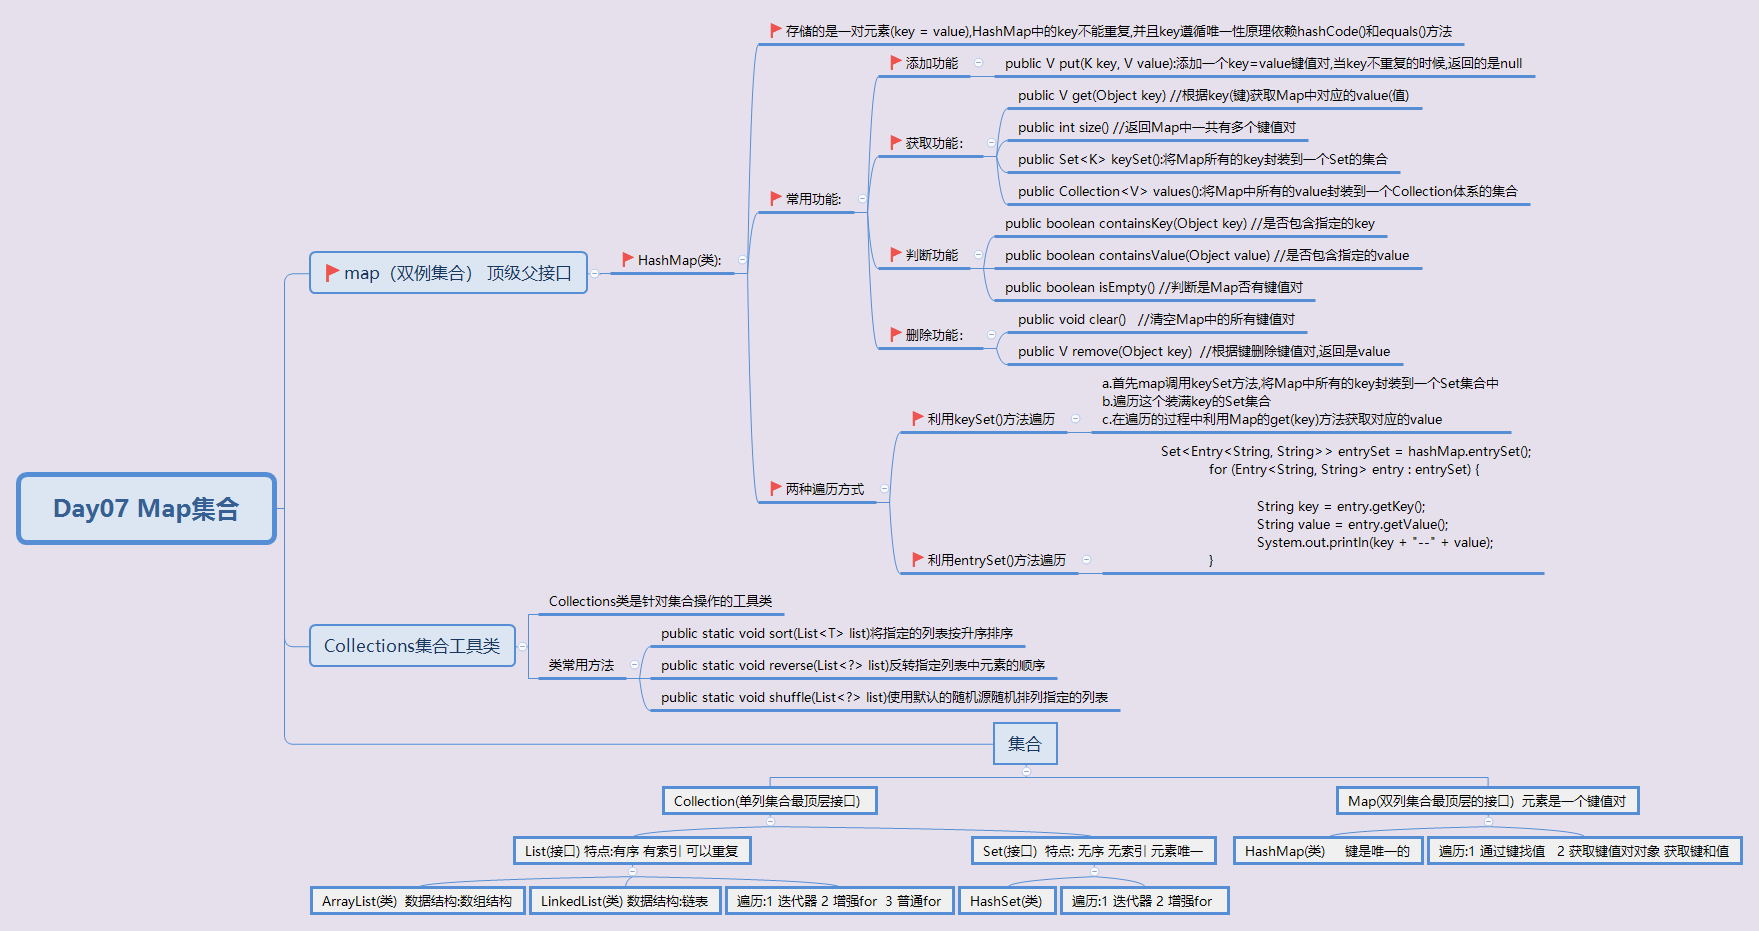 Day07 Map集合
map（双例集合） 顶级父接口
HashMap(类):
存储的是一对元素(key = value),HashMap中的key不能重复,并且key遵循唯一性原理依赖hashCode()和equals()方法
常用功能:
添加功能
public V put(K key, V value):添加一个key=value键值对,当key不重复的时候,返回的是null
获取功能：
public V get(Object key) //根据key(键)获取Map中对应的value(值)
public int size() //返回Map中一共有多个键值对
public Set<K> keySet():将Map所有的key封装到一个Set的集合
public Collection<V> values():将Map中所有的value封装到一个Collection体系的集合
判断功能
public boolean containsKey(Object key) //是否包含指定的key
public boolean containsValue(Object value) //是否包含指定的value
public boolean isEmpty() //判断是Map否有键值对
删除功能：
public void clear()   //清空Map中的所有键值对
public V remove(Object key)  //根据键删除键值对,返回是value
两种遍历方式
利用keySet()方法遍历
a.首先map调用keySet方法,将Map中所有的key封装到一个Set集合中
b.遍历这个装满key的Set集合
c.在遍历的过程中利用Map的get(key)方法获取对应的value
利用entrySet()方法遍历
Set<Entry<String, String>> entrySet = hashMap.entrySet();
for (Entry<String, String> entry : entrySet) {
String key = entry.getKey();
String value = entry.getValue();
System.out.println(key + "--" + value);
}
Collections集合工具类
Collections类是针对集合操作的工具类
类常用方法
public static void sort(List<T> list)将指定的列表按升序排序
public static void reverse(List<?> list)反转指定列表中元素的顺序
public static void shuffle(List<?> list)使用默认的随机源随机排列指定的列表
集合
Collection(单列集合最顶层接口)
Map(双列集合最顶层的接口)  元素是一个键值对
List(接口) 特点:有序 有索引 可以重复
Set(接口)  特点: 无序 无索引 元素唯一
HashMap(类)     键是唯一的
遍历:1 通过键找值   2 获取键值对对象 获取键和值
ArrayList(类)  数据结构:数组结构
LinkedList(类) 数据结构:链表
遍历:1 迭代器 2 增强for  3 普通for
HashSet(类)
遍历:1 迭代器 2 增强for